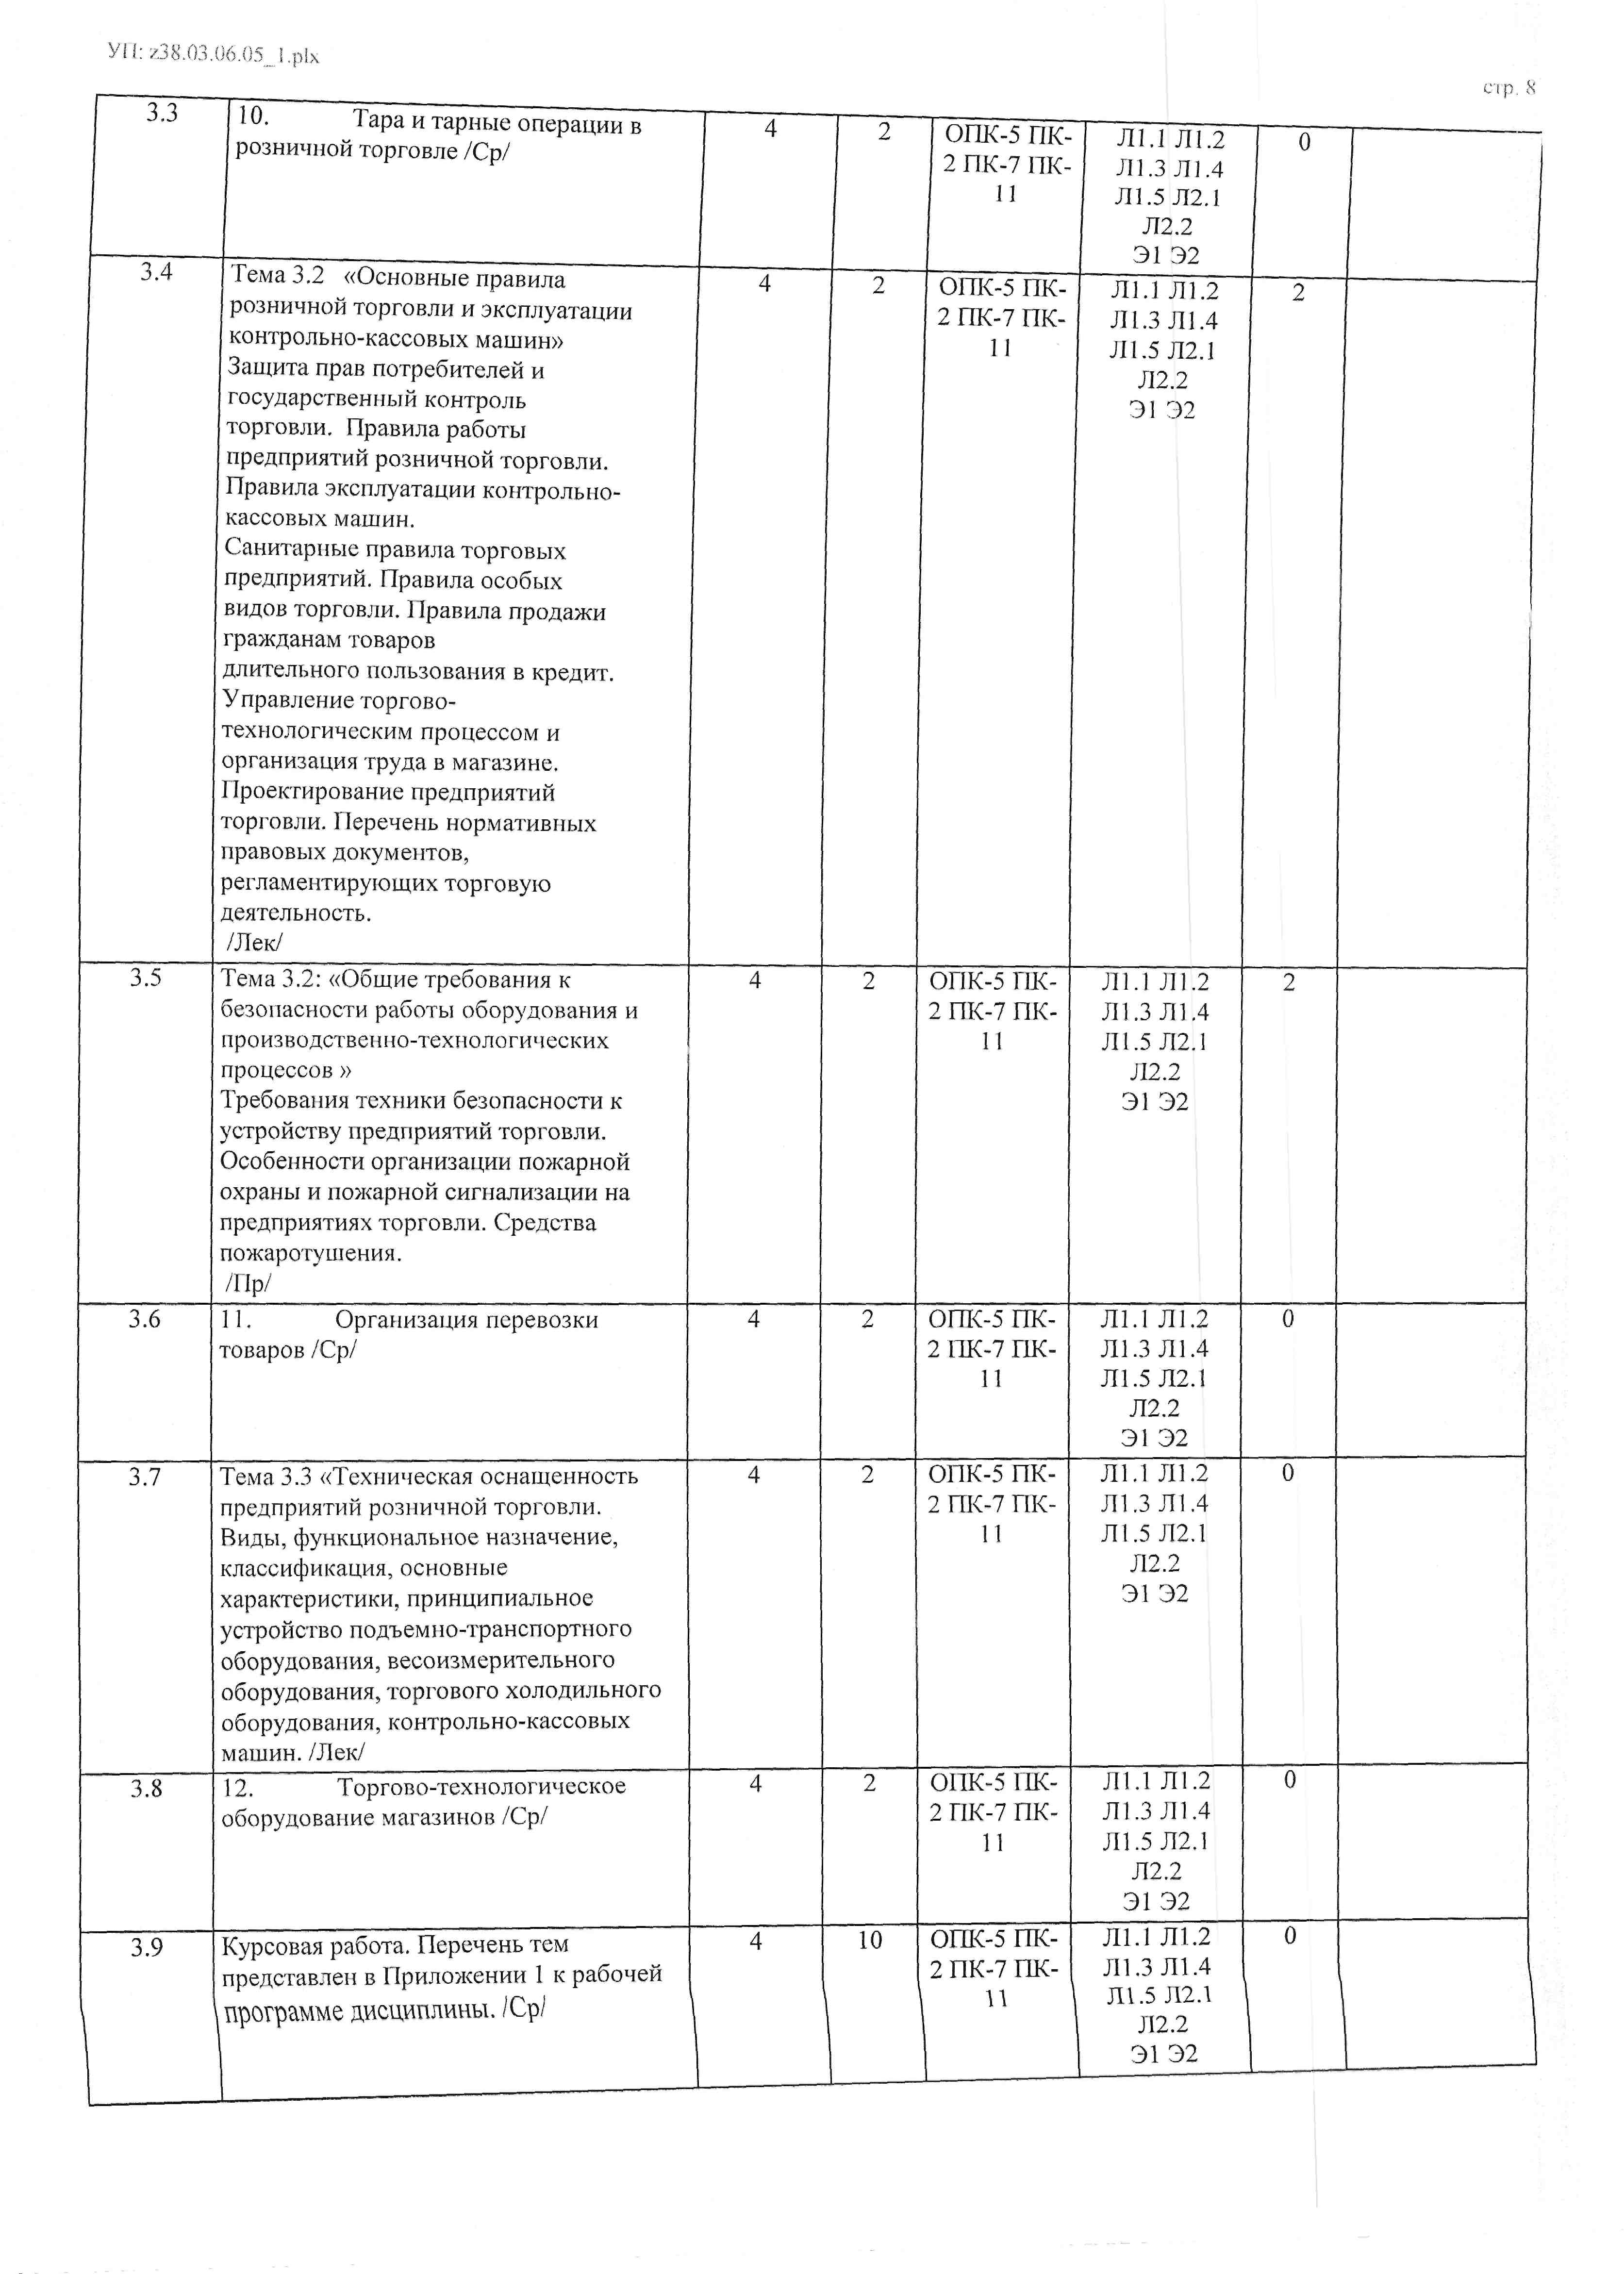 УП: z38.03.06.05_1.plx
стр. 8
3.3
10. Тара и тарные операции в
розничной торговле /Ср/
4
2
ОПК-5 ПК-
2 ПК-7 ПК-
11
Л1.1 Л1.2
Л1.3 Л1.4
Л1.5 Л2.1
Л2.2
Э1 Э2
0
3.4
Тема 3.2 «Основные правила
розничной торговли и эксплуатации
контрольно-кассовых машин»
Защита прав потребителей и
государственный контроль
торговли. Правила работы
предприятий розничной торговли.
Правила эксплуатации контрольно-
кассовых машин.
Санитарные правила торговых
предприятий. Правила особых
видов торговли. Правила продажи
гражданам товаров
длительного пользования в кредит.
Управление торгово-
технологическим процессом и
организация труда в магазине.
Проектирование предприятий
торговли. Перечень нормативных
правовых документов,
регламентирующих торговую
деятельность.
/Лек/
4
2
ОПК-5 ПК-
2 ПК-7 ПК-
11
Л1.1 Л1.2
Л1.3 Л1.4
Л1.5 Л2.1
Л2.2
Э1 Э2
2
3.5
Тема 3.2: «Общие требования к
безопасности работы оборудования и
производственно-технологических
процессов »
Требования техники безопасности к
устройству предприятий торговли.
Особенности организации пожарной
охраны и пожарной сигнализации на
предприятиях торговли. Средства
пожаротушения.
/Пр/
4
2
ОПК-5 ПК-
2 ПК-7 ПК-
11
Л1.1 Л1.2
Л1.3 Л1.4
Л1.5 Л2.1
Л2.2
Э1 Э2
2
3.6
11. Организация перевозки
товаров /Ср/
4
2
ОПК-5 ПК-
2 ПК-7 ПК-
11
Л1.1 Л1.2
Л1.3 Л1.4
Л1.5 Л2.1
Л2.2
Э1 Э2
0
3.7
Тема 3.3 «Техническая оснащенность
предприятий розничной торговли.
Виды, функциональное назначение,
классификация, основные
характеристики, принципиальное
устройство подъемно-транспортного
оборудования, весоизмерительного
оборудования, торгового холодильного
оборудования, контрольно-кассовых
машин. /Лек/
4
2
ОПК-5 ПК-
2 ПК-7 ПК-
11
Л1.1 Л1.2
Л1.3 Л1.4
Л1.5 Л2.1
Л2.2
Э1 Э2
0
3.8
12. Торгово-технологическое
оборудование магазинов /Ср/
4
2
ОПК-5 ПК-
2 ПК-7 ПК-
11
Л1.1 Л1.2
Л1.3 Л1.4
Л1.5 Л2.1
Л2.2
Э1 Э2
0
3.9
Курсовая работа. Перечень тем
представлен в Приложении 1 к рабочей
программе дисциплины. /Ср/
4
10
ОПК-5 ПК-
2 ПК-7 ПК-
11
Л1.1 Л1.2
Л1.3 Л1.4
Л1.5 Л2.1
Л2.2
Э1 Э2
0